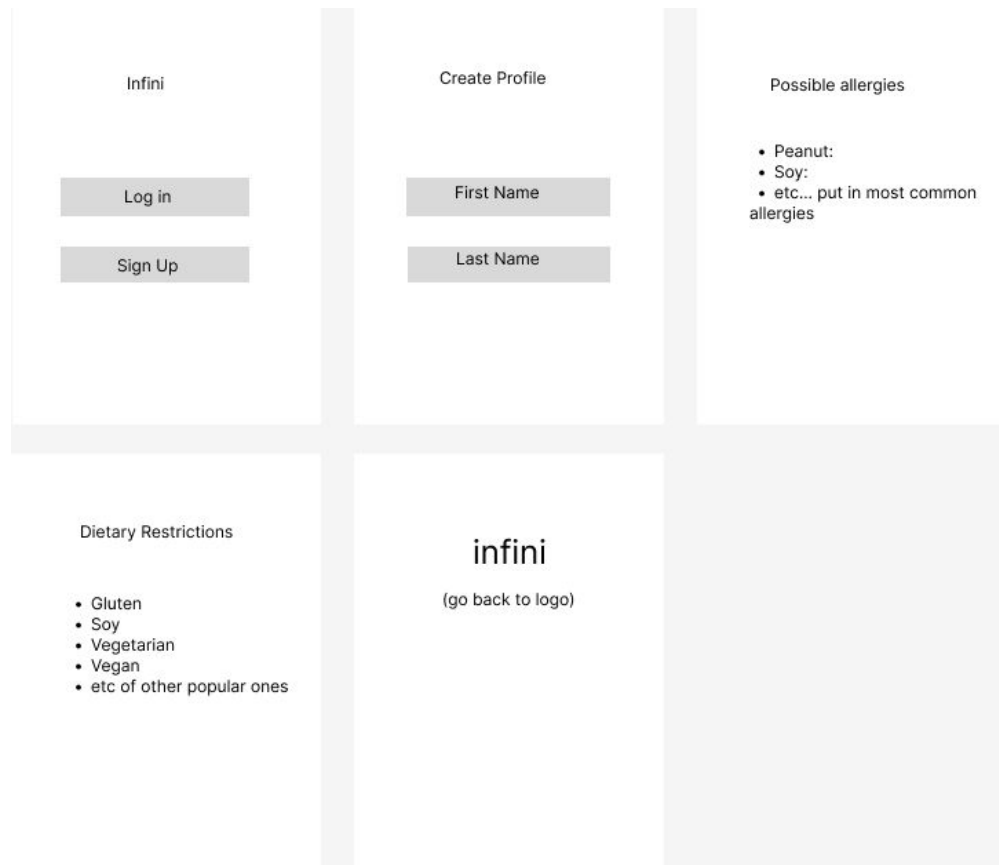 Infini
Log in
Sign Up
Create Profile
First Name
Last Name
Possible allergies
• Peanut:
• Soy:
• etc... put in most common
allergies
Dietary Restrictions
• Gluten
• Soy
• Vegetarian
• Vegan
• etc of other popular ones
infini
(go back to logo)